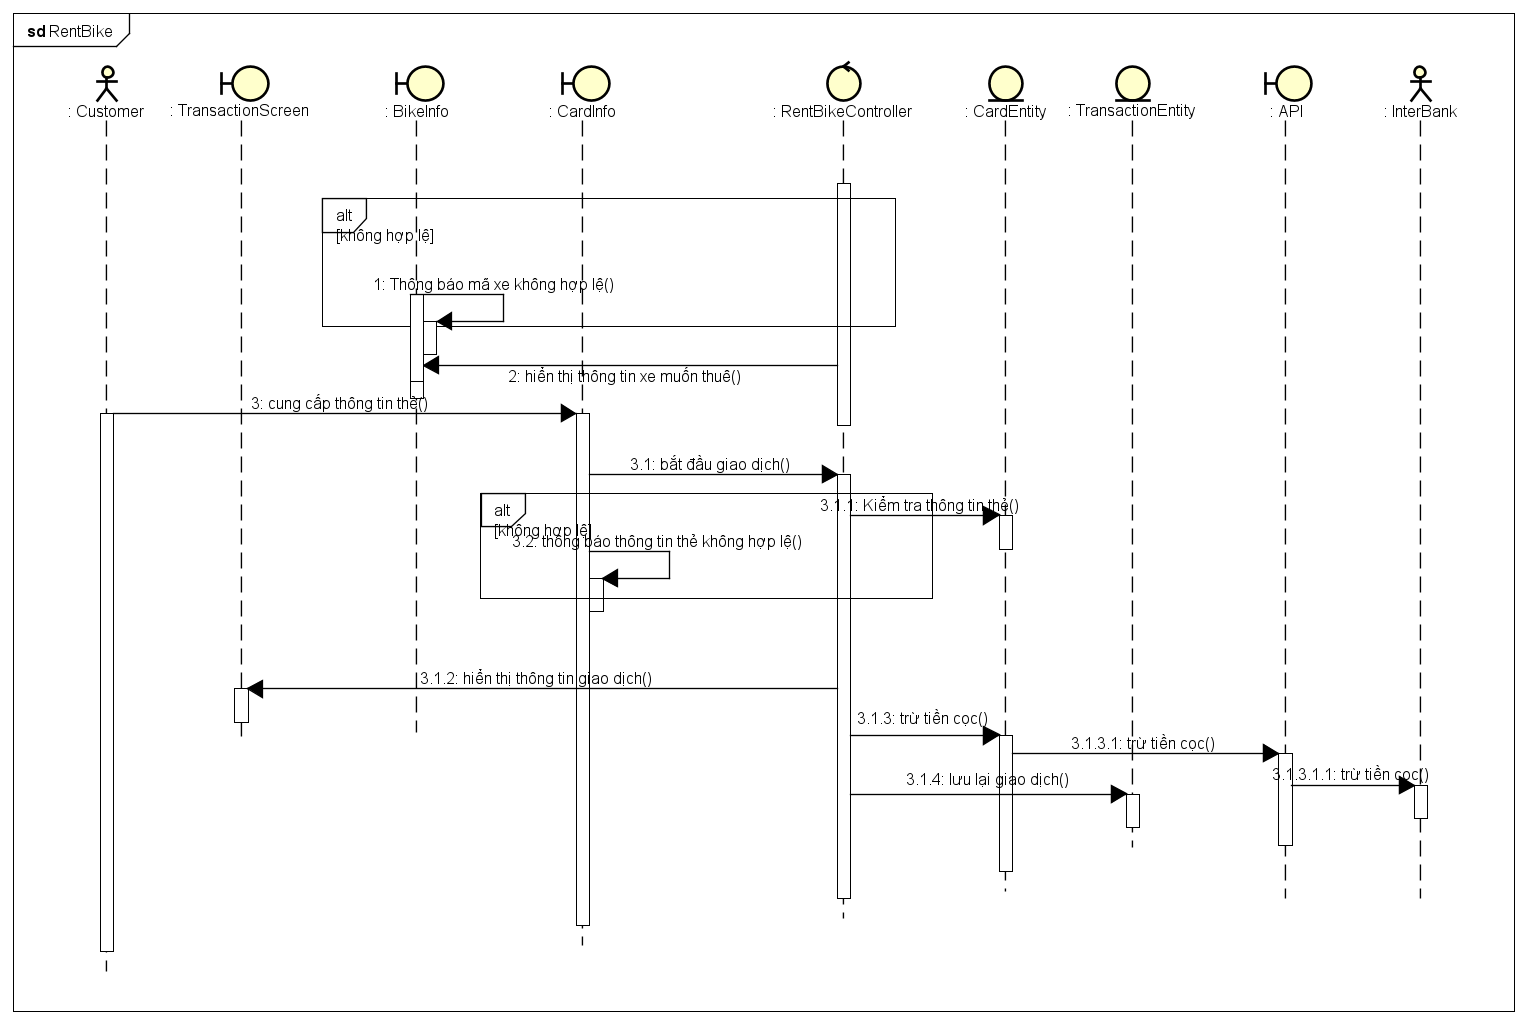 sd RentBike
: Customer
: TransactionScreen
: BikeInfo
: CardInfo
: RentBikeController
: CardEntity
: TransactionEntity
: API
: InterBank
alt
[không hợp lệ]
1: Thông báo mã xe không hợp lệ()
2: hiển thị thông tin xe muốn thuê()
3: cung cấp thông tin thẻ()
3.1: bắt đầu giao dịch()
alt
[không hợp lệ]
3.1.1: Kiểm tra thông tin thẻ()
3.2: thông báo thông tin thẻ không hợp lệ()
3.1.2: hiển thị thông tin giao dịch()
3.1.3: trừ tiền cọc()
3.1.3.1: trừ tiền cọc()
3.1.3.1.1: trừ tiền cọc()
3.1.4: lưu lại giao dịch()